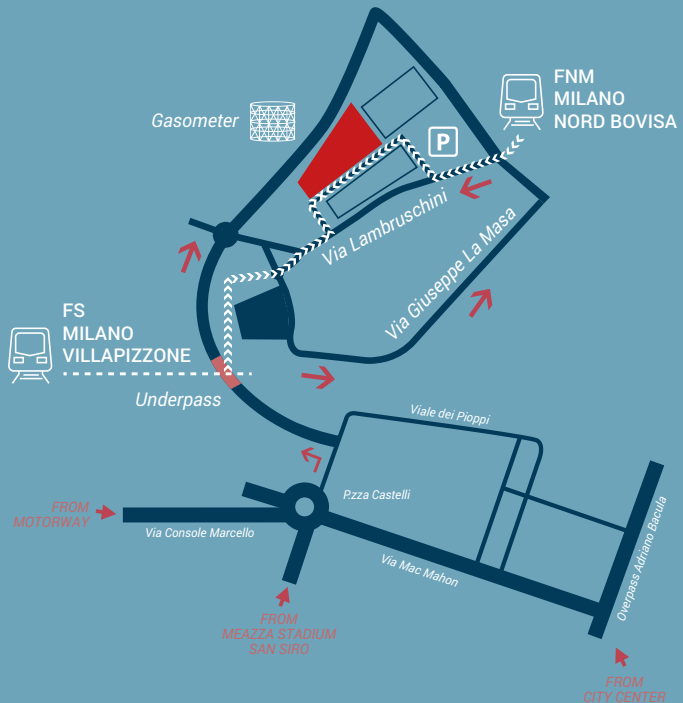 FNM
MILANO
NORD BOVISA
Gasometer
P
Via Lambruschini
Via Giuseppe La Masa
FS
MILANO
VILLAPIZZONE
Underpass
Viale dei Pioppi
P.zza Castelli
FROM
MOTORWAY
Via Console Marcello
Via Mac Mahon
Overpass Adriano Bacula
FROM
MEAZZA STADIUM
SAN SIRO
FROM
CITY CENTER